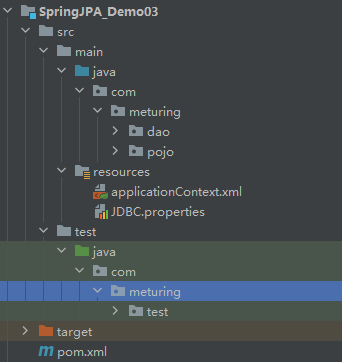 SpringJPA_Demo03
src
main
java
com
meturing
dao
pojo
resources
applicationContext.xml
JDBC.properties
test
java
com
meturing
test
target
pom.xml